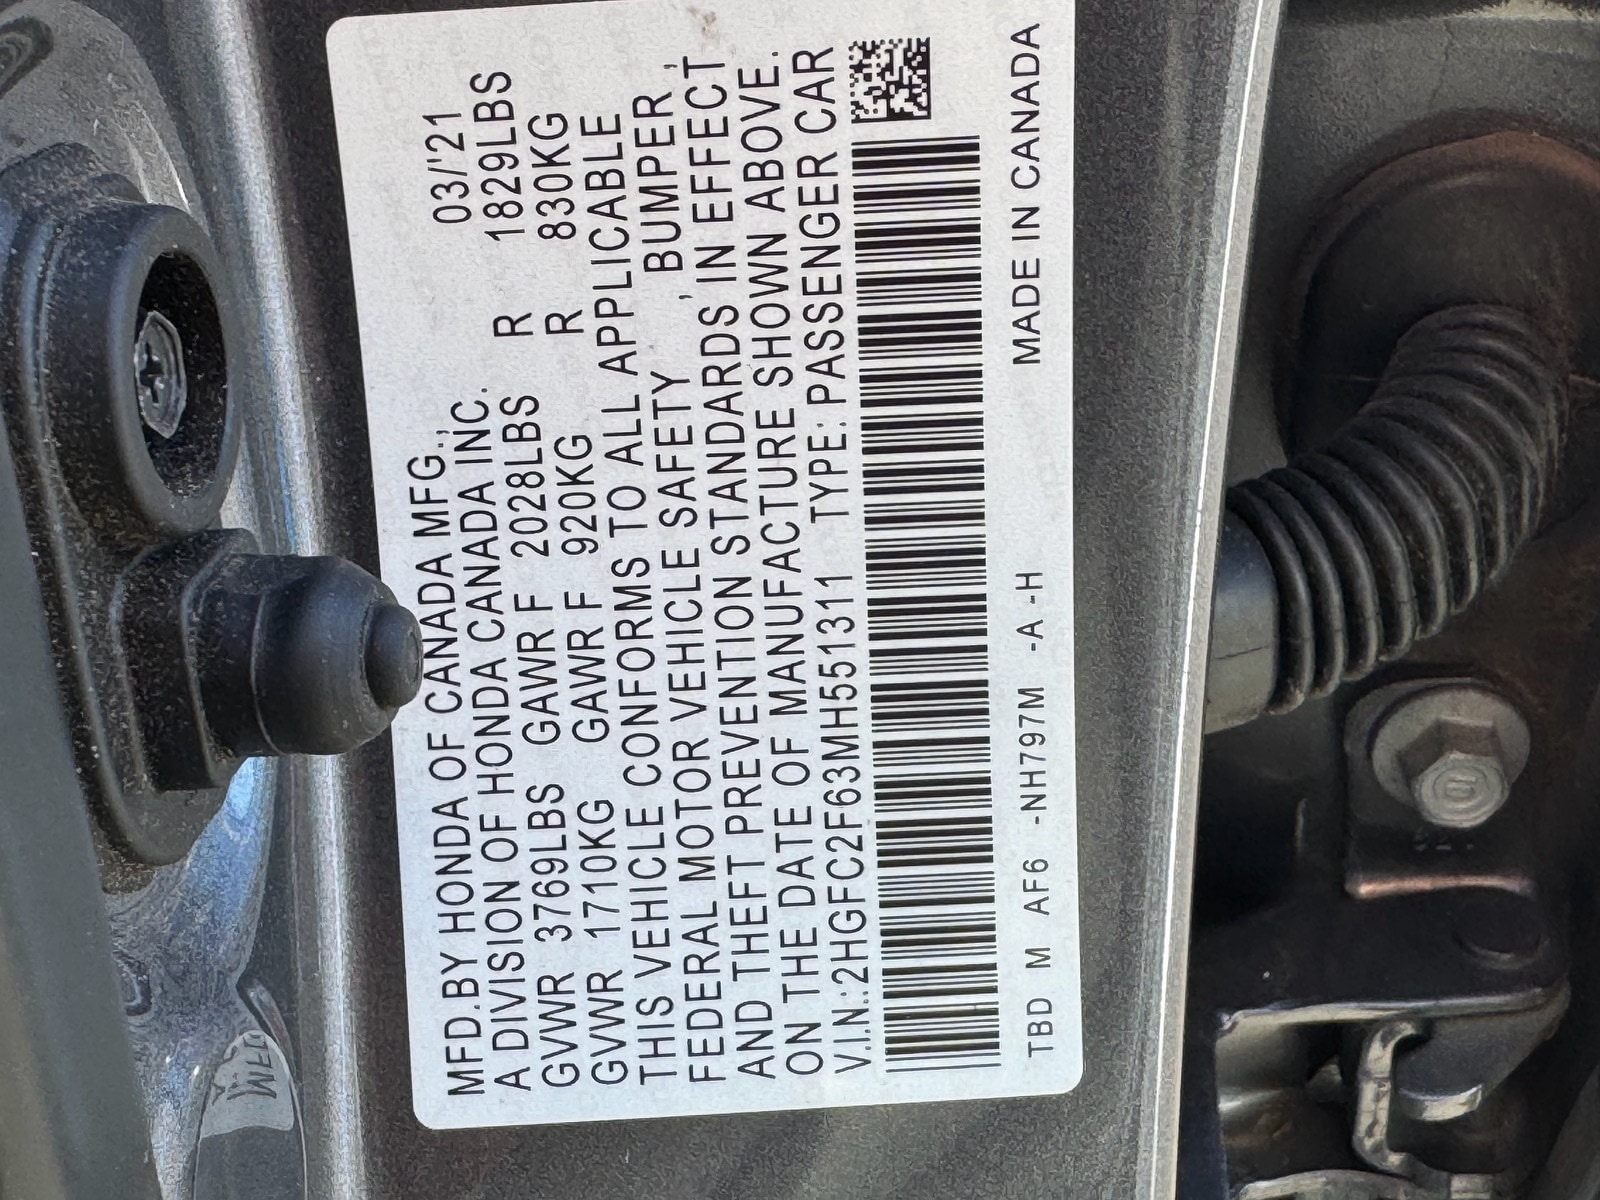 MFD.BY HONDA OF CANADA MFG., 03/'21
A DIVISION OF HONDA CANADA INC.
GVWR 3769LBS GAWR F 2028LBS R 1829LBS
GVWR 1710KG GAWR F 920KG R 830KG
THIS VEHICLE CONFORMS TO ALL APPLICABLE
FEDERAL MOTOR VEHICLE SAFETY, BUMPER,
AND THEFT PREVENTION STANDARDS IN EFFECT
ON THE DATE OF MANUFACTURE SHOWN ABOVE.
V.I.N.:2HGFC2F63MH551311 TYPE:PASSENGER CAR
TBD M AF6 -NH797M -A -H MADE IN CANADA